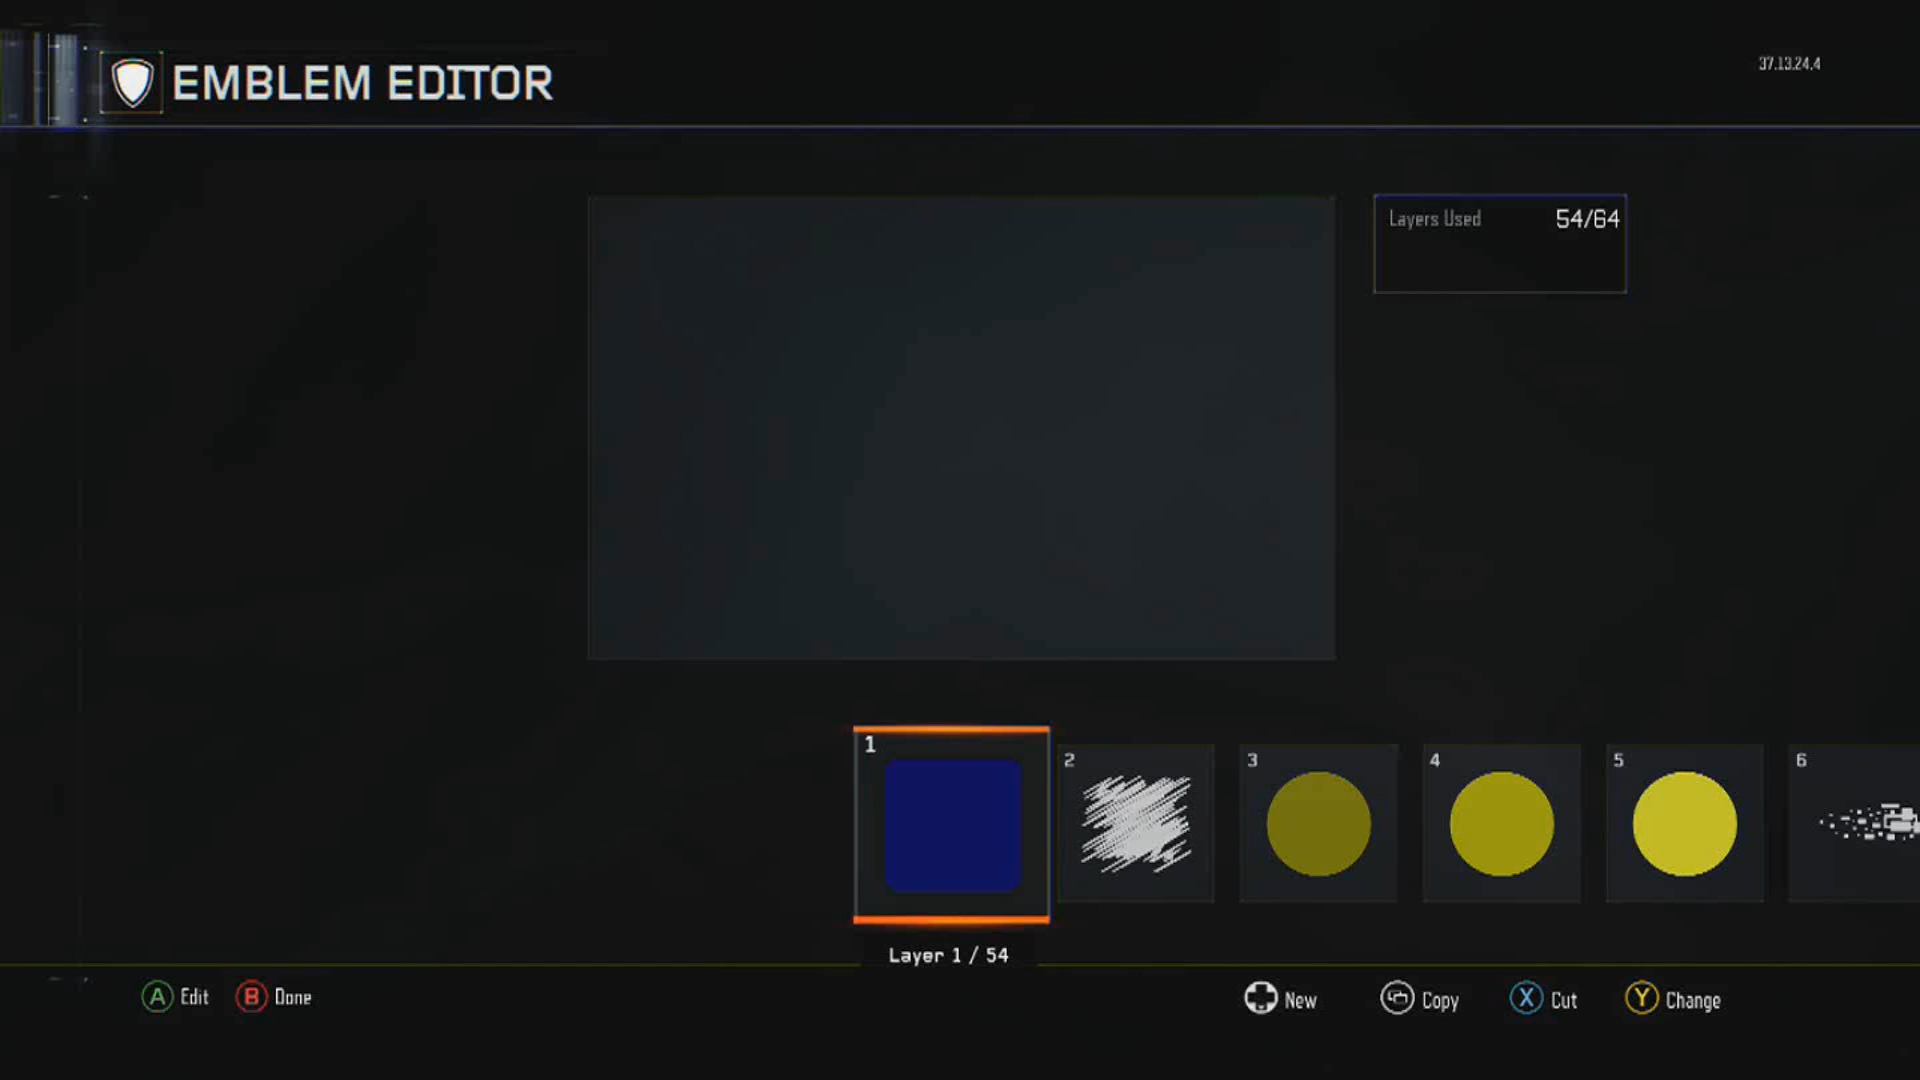 EMBLEM EDITOR
37.13.24.4
Layers Used 54/64
1
2
3
4
5
6
Layer 1 / 54
A Edit
B Done
New
Copy
X Cut
Y Change